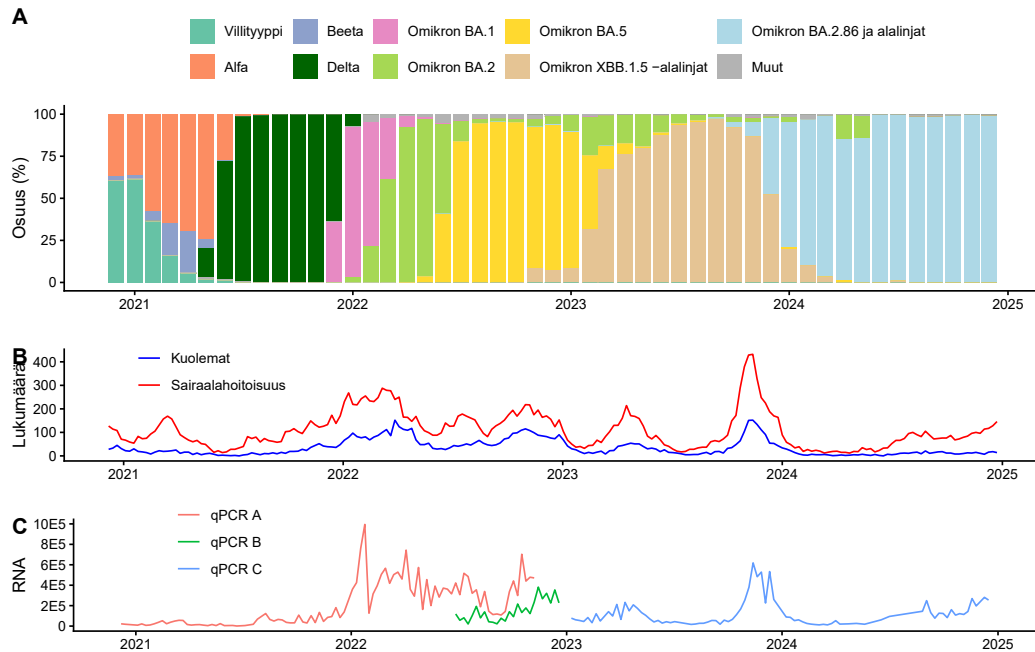 A
Villityyppi Beeta Omikron BA.1 Omikron BA.5 Omikron BA.2.86 ja alalinjat
Alfa Delta Omikron BA.2 Omikron XBB.1.5 −alalinjat Muut
Osuus (%)
100
75
50
25
0
2021 2022 2023 2024 2025
B
Lukumäärä
Kuolemat
Sairaalahoitoisuus
400
300
200
100
0
2021 2022 2023 2024 2025
C
RNA
qPCR A
qPCR B
qPCR C
10E5
8E5
6E5
4E5
2E5
0
2021 2022 2023 2024 2025